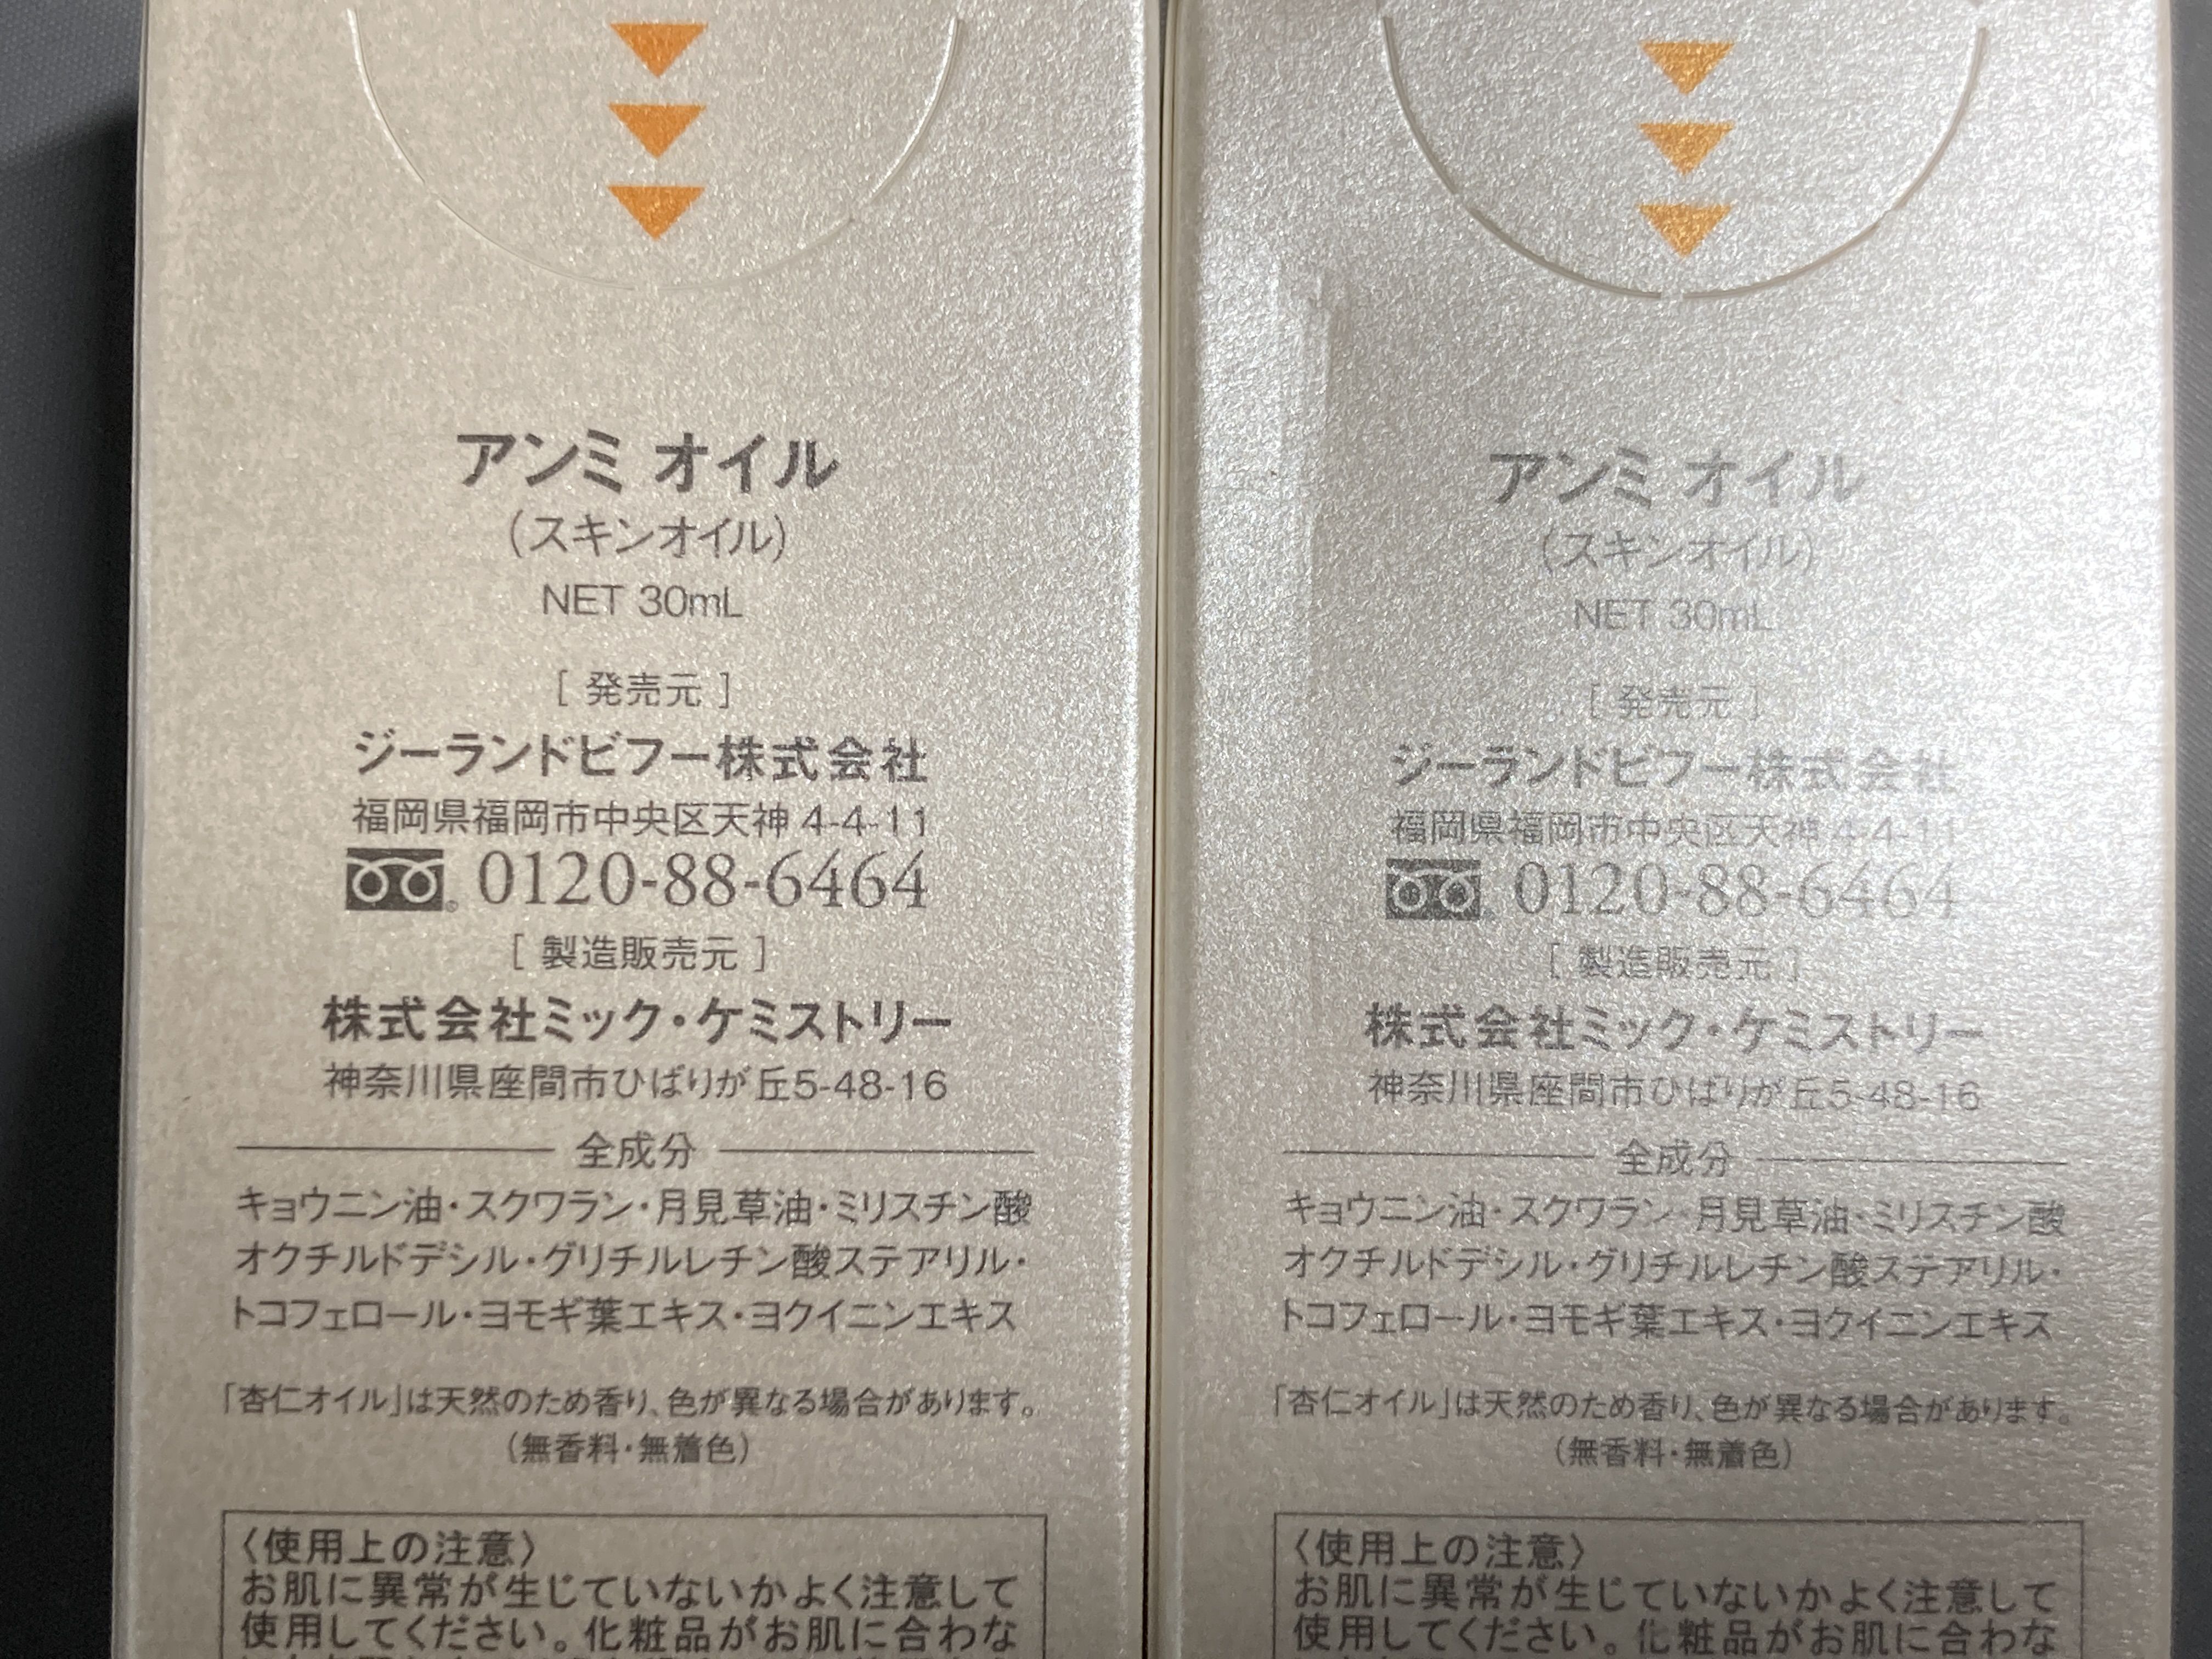 アンミ オイル
(スキンオイル)
NET 30mL
[ 発売元 ]
ジーランドビフー株式会社
福岡県福岡市中央区天神 4-4-11
0120-88-6464
[ 製造販売元 ]
株式会社ミック・ケミストリー
神奈川県座間市ひばりが丘5-48-16
全成分
キョウニン油・スクワラン・月見草油・ミリスチン酸
オクチルドデシル・グリチルレチン酸ステアリル・
トコフェロール・ヨモギ葉エキス・ヨクイニンエキス
「杏仁オイル」は天然のため香り、色が異なる場合があります。
(無香料・無着色)
〈使用上の注意〉
お肌に異常が生じていないかよく注意して
使用してください。化粧品がお肌に合わな
アンミ オイル
(スキンオイル)
NET 30mL
[ 発売元 ]
ジーランドビフー株式会社
福岡県福岡市中央区天神 4-4-11
0120-88-6464
[ 製造販売元 ]
株式会社ミック・ケミストリー
神奈川県座間市ひばりが丘5-48-16
全成分
キョウニン油・スクワラン・月見草油・ミリスチン酸
オクチルドデシル・グリチルレチン酸ステアリル・
トコフェロール・ヨモギ葉エキス・ヨクイニンエキス
「杏仁オイル」は天然のため香り、色が異なる場合があります。
(無香料・無着色)
〈使用上の注意〉
お肌に異常が生じていないかよく注意して
使用してください。化粧品がお肌に合わな